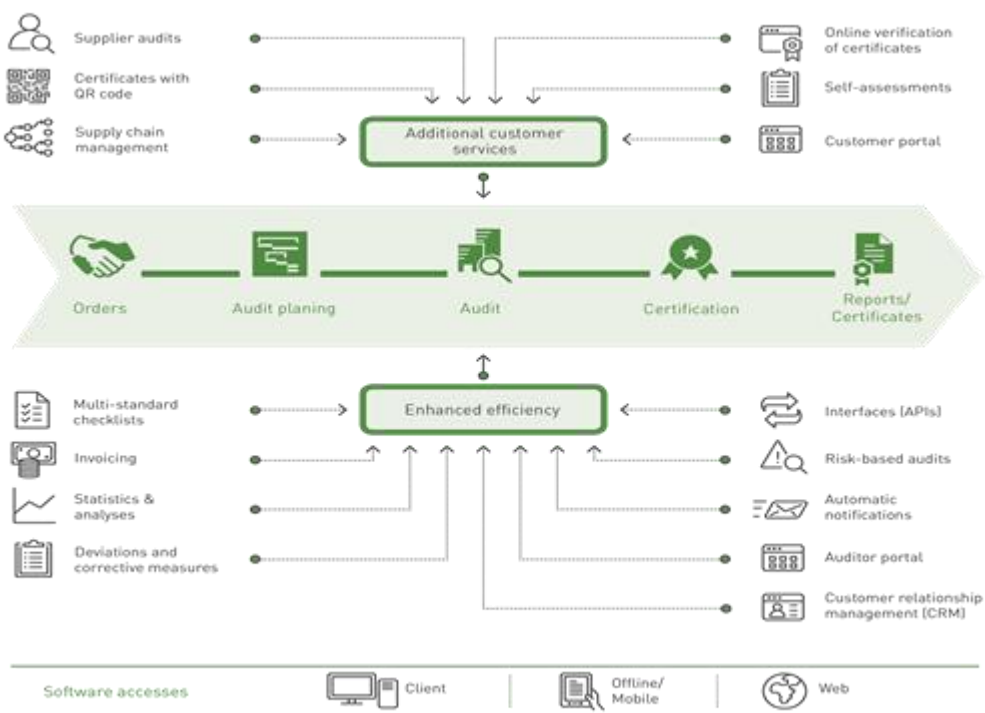 Supplier audits
Certificates with
QR code
Supply chain
management
Online verification
of certificates
Self-assessments
Customer portal
Additional customer
services
Orders
Audit planing
Audit
Certification
Reports/
Certificates
Enhanced efficiency
Multi-standard
checklists
Invoicing
Statistics &
analyses
Deviations and
corrective measures
Interfaces (APIs)
Risk-based audits
Automatic
notifications
Auditor portal
Customer relationship
management (CRM)
Software accesses
Client
Offline/
Mobile
Web